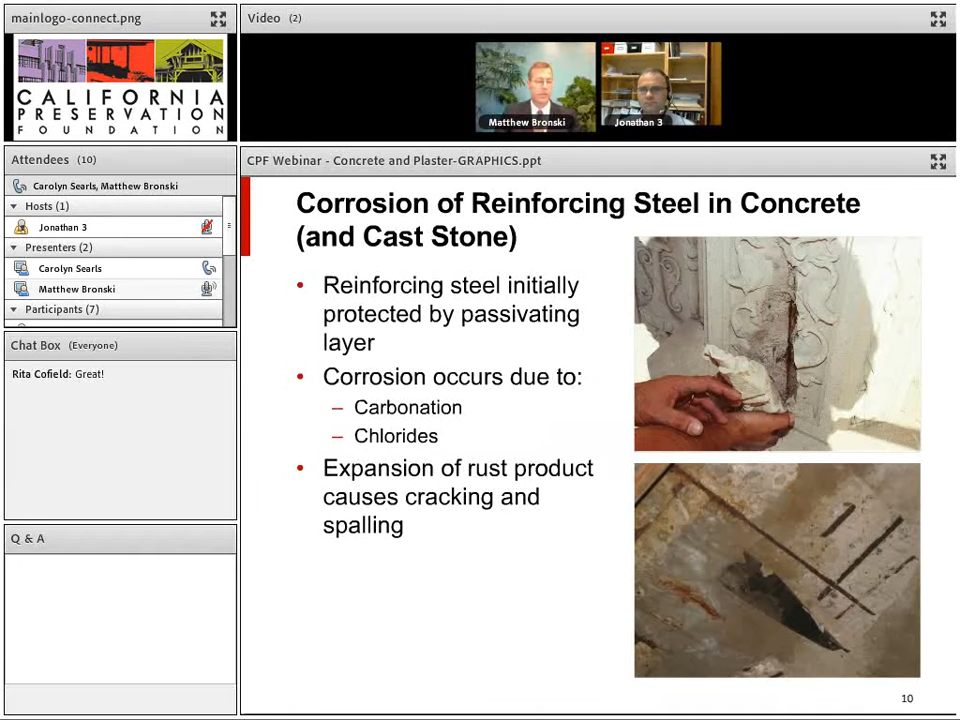 mainlogo-connect.png
CALIFORNIA
PRESERVATION
FOUNDATION
Video (2)
Matthew Bronski
Jonathan 3
Attendees (10)
Carolyn Searls, Matthew Bronski
Hosts (1)
Jonathan 3
Presenters (2)
Carolyn Searls
Matthew Bronski
Participants (7)
Chat Box (Everyone)
Rita Cofield: Great!
Q & A
CPF Webinar - Concrete and Plaster-GRAPHICS.ppt
Corrosion of Reinforcing Steel in Concrete
(and Cast Stone)
• Reinforcing steel initially
protected by passivating
layer
• Corrosion occurs due to:
– Carbonation
– Chlorides
• Expansion of rust product
causes cracking and
spalling
10